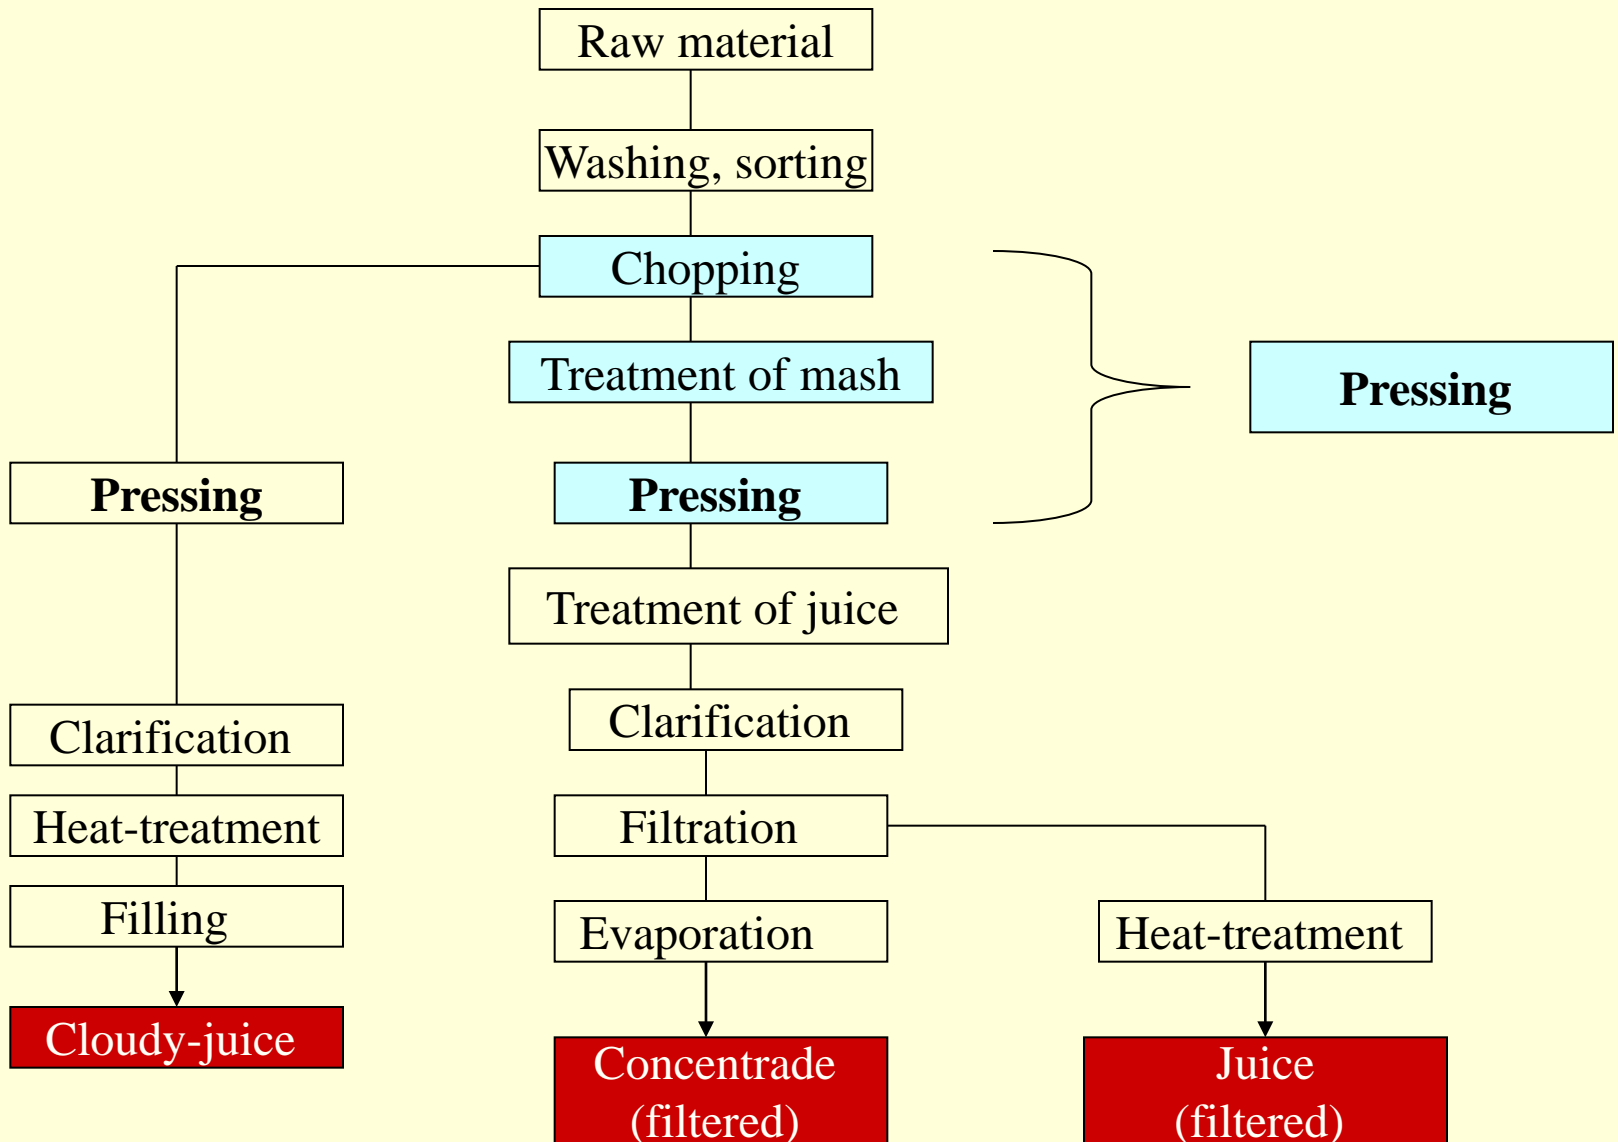 Raw material
Washing, sorting
Chopping
Treatment of mash
Pressing
Pressing
Pressing
Treatment of juice
Clarification
Clarification
Heat-treatment
Filtration
Filling
Evaporation
Heat-treatment
Cloudy-juice
Concentrade
(filtered)
Juice
(filtered)